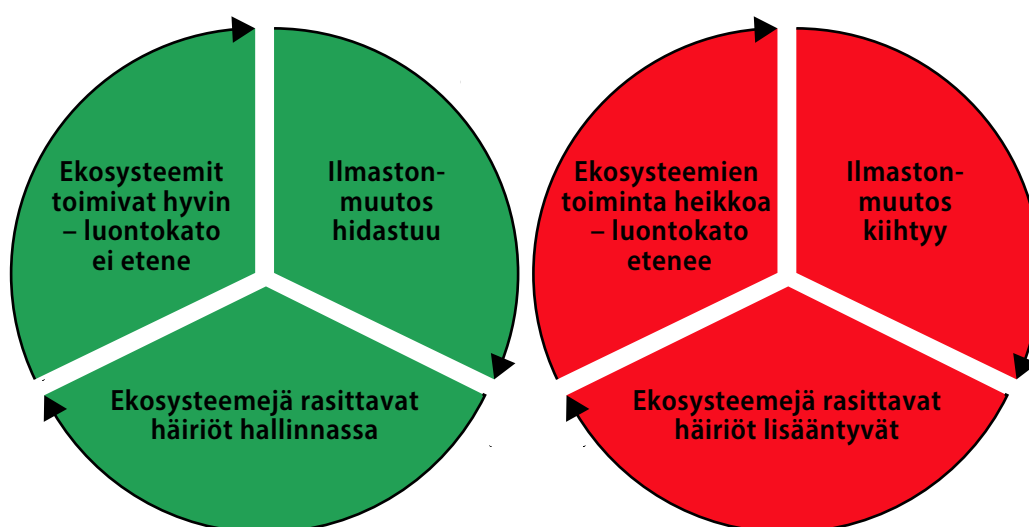 Ekosysteemit
toimivat hyvin
– luontokato
ei etene
Ilmaston-
muutos
hidastuu
Ekosysteemejä rasittavat
häiriöt hallinnassa
Ekosysteemien
toiminta heikkoa
– luontokato
etenee
Ilmaston-
muutos
kiihtyy
Ekosysteemejä rasittavat
häiriöt lisääntyvät